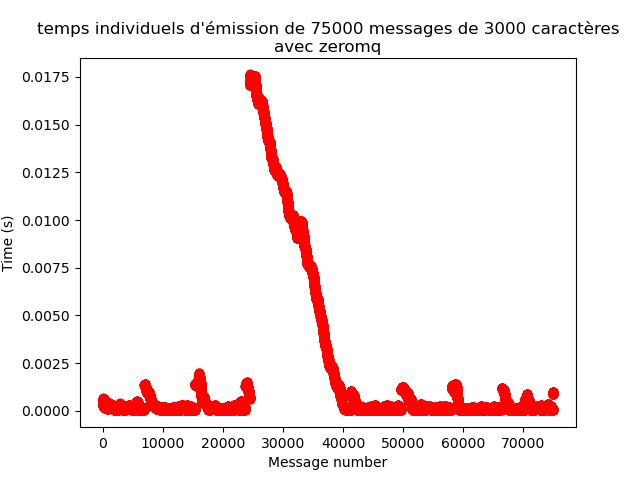 temps individuels d'émission de 75000 messages de 3000 caractères
avec zeromq
0.0175
0.0150
0.0125
0.0100
0.0075
0.0050
0.0025
0.0000
Time (s)
0 10000 20000 30000 40000 50000 60000 70000
Message number